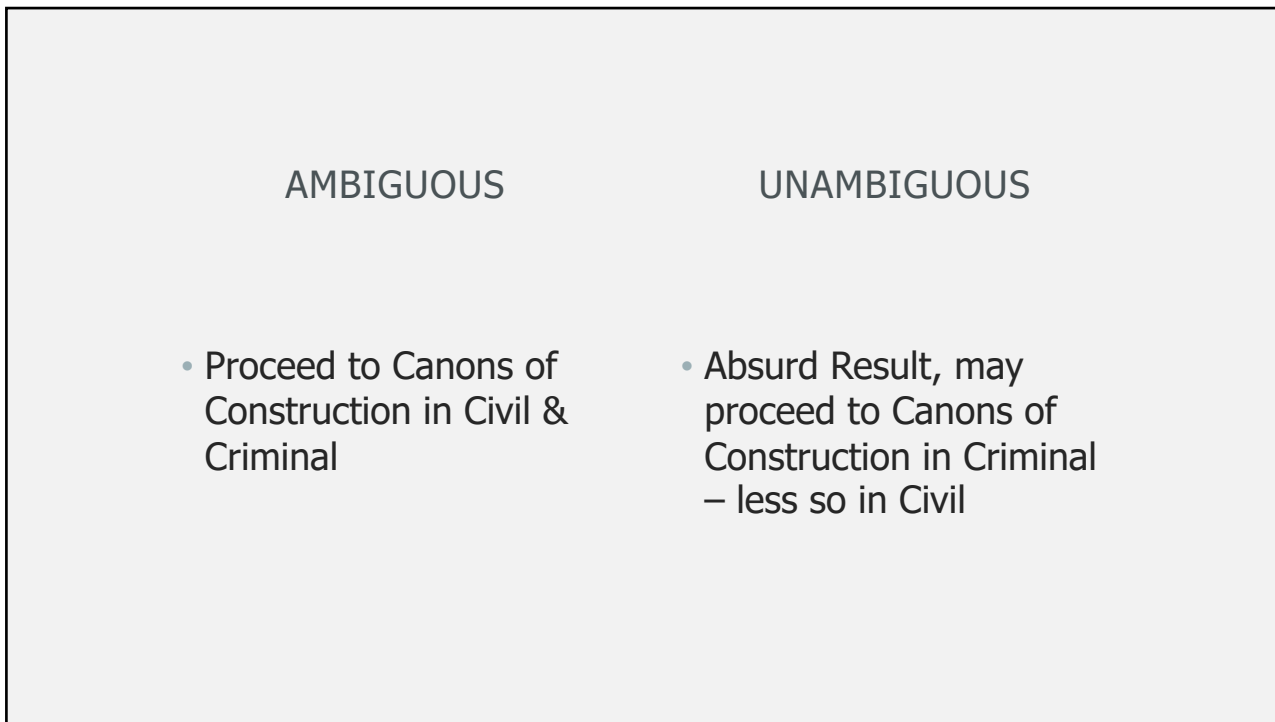 AMBIGUOUS
• Proceed to Canons of
Construction in Civil &
Criminal
UNAMBIGUOUS
• Absurd Result, may
proceed to Canons of
Construction in Criminal
– less so in Civil